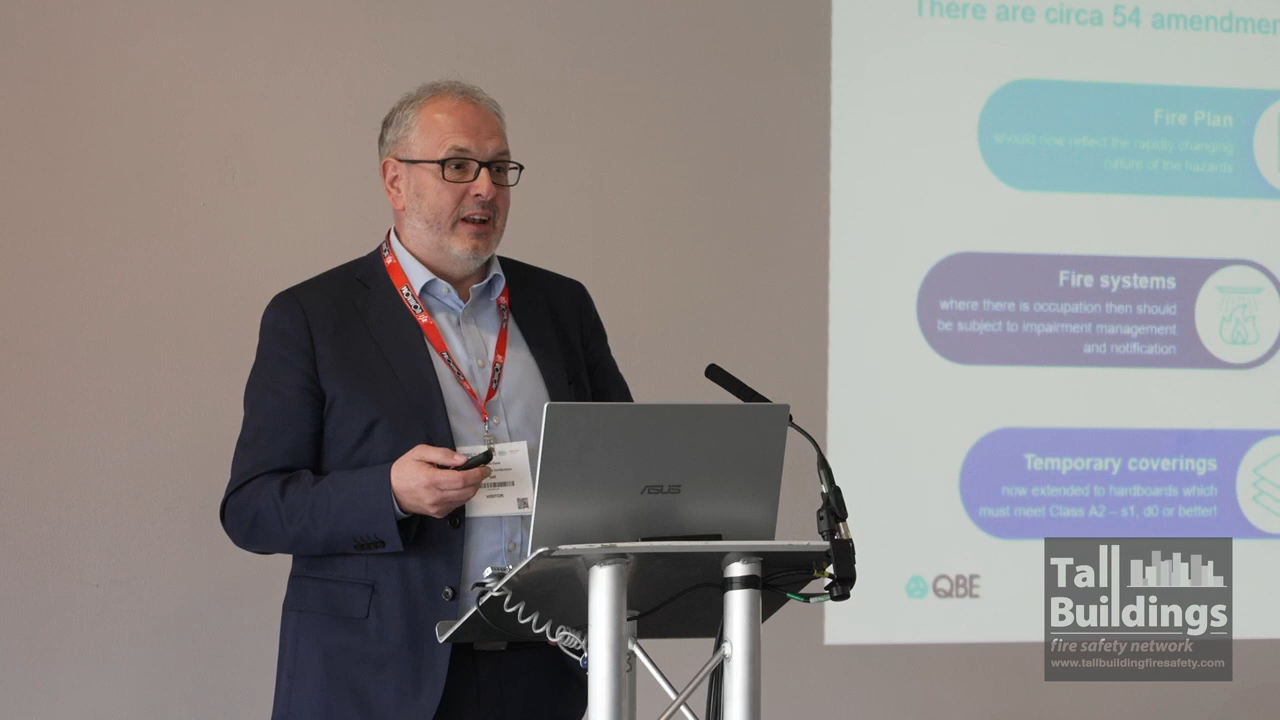 There are circa 54 amendmen
Fire Plan
should now reflect the rapidly changing
nature of the hazards
Fire systems
where there is occupation then should
be subject to impairment management
and notification
Temporary coverings
now extended to hardboards which
must meet Class A2 – s1, d0 or better!
QBE
ASUS
VISITOR
Tall
Buildings
fire safety network
www.tallbuildingfiresafety.com